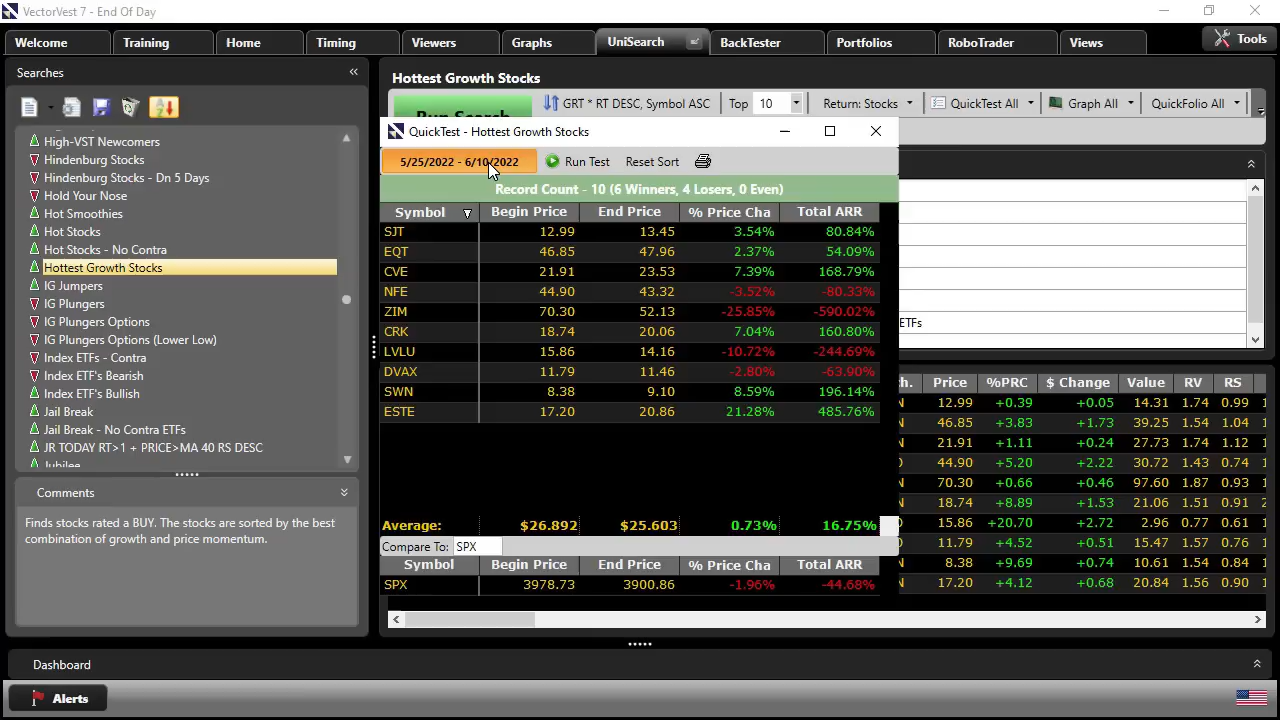 VectorVest 7 - End Of Day
Welcome Training Home Timing Viewers Graphs UniSearch BackTester Portfolios RoboTrader Views Tools
Searches
High-VST Newcomers
Hindenburg Stocks
Hindenburg Stocks - Dn 5 Days
Hold Your Nose
Hot Smoothies
Hot Stocks
Hot Stocks - No Contra
Hottest Growth Stocks
IG Jumpers
IG Plungers
IG Plungers Options
IG Plungers Options (Lower Low)
Index ETFs - Contra
Index ETF's Bearish
Index ETF's Bullish
Jail Break
Jail Break - No Contra ETFs
JR TODAY RT>1 + PRICE>MA 40 RS DESC
Jubilee
Comments
Finds stocks rated a BUY. The stocks are sorted by the best
combination of growth and price momentum.
Hottest Growth Stocks
Run Search GRT * RT DESC, Symbol ASC Top 10 Return: Stocks QuickTest All Graph All QuickFolio All
QuickTest - Hottest Growth Stocks
5/25/2022 - 6/10/2022 Run Test Reset Sort
Record Count - 10 (6 Winners, 4 Losers, 0 Even)
Symbol Begin Price End Price % Price Cha Total ARR
SJT 12.99 13.45 3.54% 80.84%
EQT 46.85 47.96 2.37% 54.09%
CVE 21.91 23.53 7.39% 168.79%
NFE 44.90 43.32 -3.52% -80.33%
ZIM 70.30 52.13 -25.85% -590.02%
CRK 18.74 20.06 7.04% 160.80%
LVLU 15.86 14.16 -10.72% -244.69%
DVAX 11.79 11.46 -2.80% -63.90%
SWN 8.38 9.10 8.59% 196.14%
ESTE 17.20 20.86 21.28% 485.76%
Average: $26.892 $25.603 0.73% 16.75%
Compare To: SPX
Symbol Begin Price End Price % Price Cha Total ARR
SPX 3978.73 3900.86 -1.96% -44.68%
ETFs
Price %PRC $ Change Value RV RS
12.99 +0.39 +0.05 14.31 1.74 0.99
46.85 +3.83 +1.73 39.25 1.54 1.04
21.91 +1.11 +0.24 27.73 1.74 1.12
44.90 +5.20 +2.22 30.72 1.43 0.74
70.30 +0.66 +0.46 97.60 1.87 0.93
18.74 +8.89 +1.53 21.06 1.51 0.91
15.86 +20.70 +2.72 2.96 0.77 0.61
11.79 +4.52 +0.51 15.47 1.57 0.76
8.38 +9.69 +0.74 10.61 1.54 0.84
17.20 +4.12 +0.68 20.84 1.56 0.90
Dashboard
Alerts